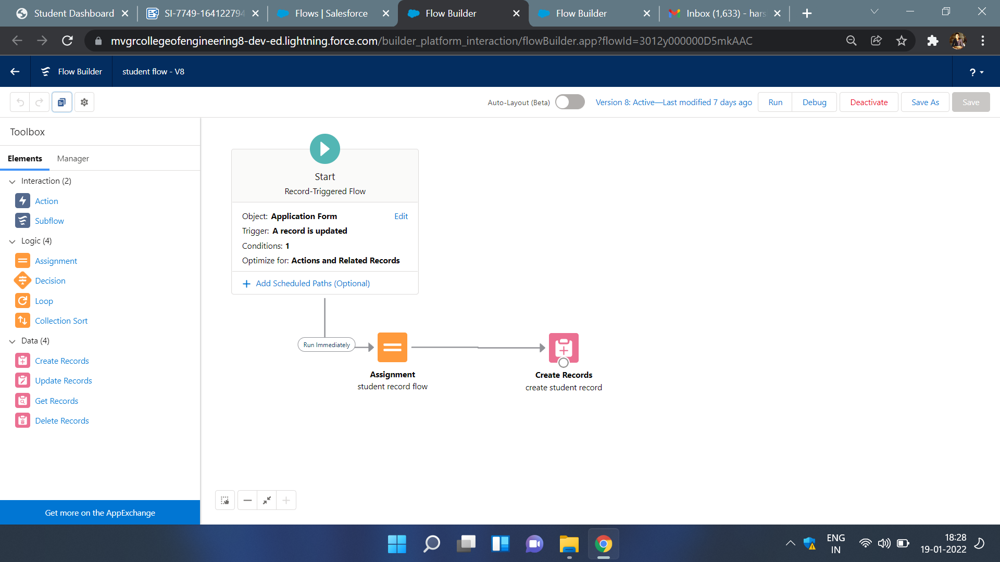 Student Dashboard
SI-7749-164122794
Flows | Salesforce
Flow Builder
Flow Builder
Inbox (1,633) - hars
mvgrcollegeofengineering8-dev-ed.lightning.force.com/builder_platform_interaction/flowBuilder.app?flowId=3012y000000D5mkAAC
Flow Builder
student flow - V8
?
Auto-Layout (Beta)
Version 8: Active—Last modified 7 days ago
Run
Debug
Deactivate
Save As
Save
Toolbox
Elements
Manager
Interaction (2)
Action
Subflow
Logic (4)
Assignment
Decision
Loop
Collection Sort
Data (4)
Create Records
Update Records
Get Records
Delete Records
Get more on the AppExchange
Start
Record-Triggered Flow
Object: Application Form
Edit
Trigger: A record is updated
Conditions: 1
Optimize for: Actions and Related Records
Add Scheduled Paths (Optional)
Run Immediately
Assignment
student record flow
Create Records
create student record
ENG
IN
18:28
19-01-2022